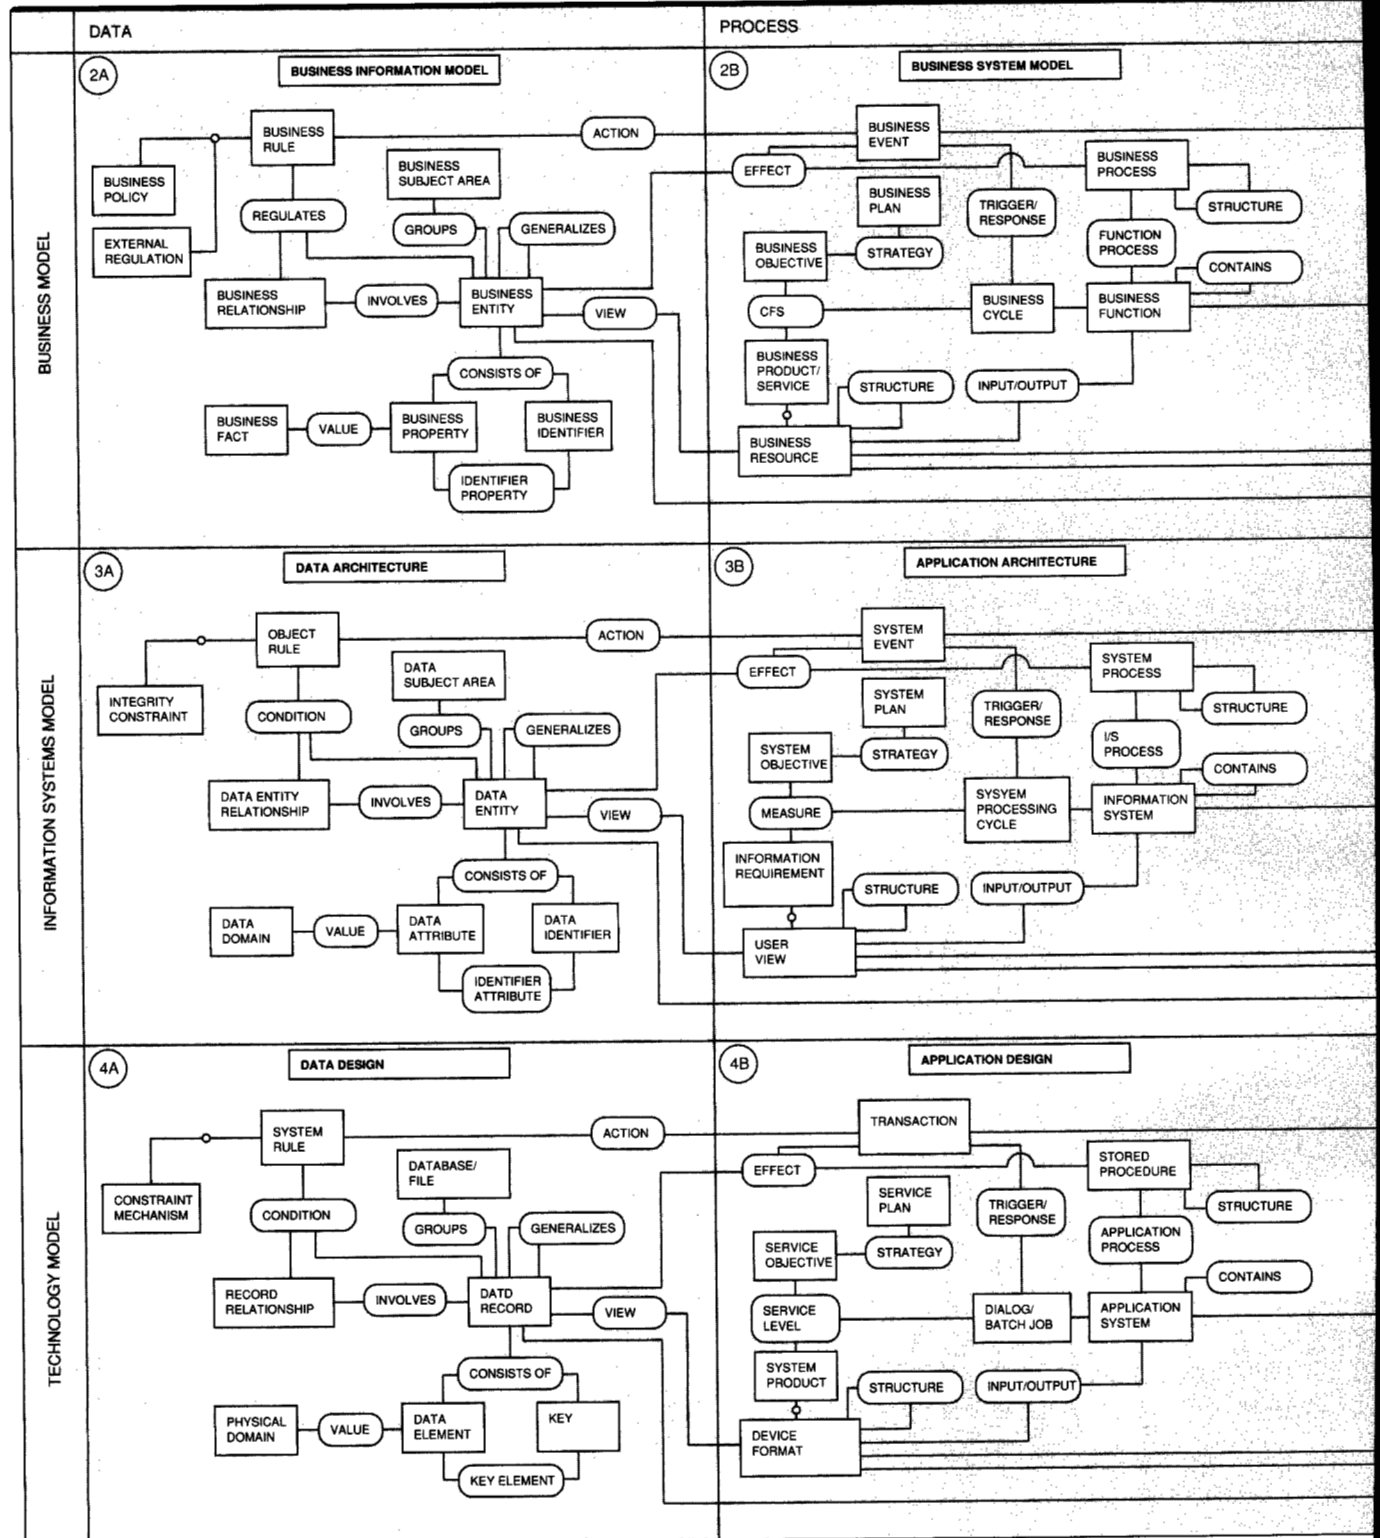 DATA
PROCESS
BUSINESS MODEL
2A
BUSINESS INFORMATION MODEL
BUSINESS
RULE
ACTION
BUSINESS
POLICY
EXTERNAL
REGULATION
REGULATES
BUSINESS
SUBJECT AREA
GROUPS
GENERALIZES
BUSINESS
RELATIONSHIP
INVOLVES
BUSINESS
ENTITY
VIEW
CONSISTS OF
BUSINESS
FACT
VALUE
BUSINESS
PROPERTY
BUSINESS
IDENTIFIER
IDENTIFIER
PROPERTY
2B
BUSINESS SYSTEM MODEL
BUSINESS
EVENT
EFFECT
BUSINESS
PROCESS
BUSINESS
PLAN
TRIGGER/
RESPONSE
STRUCTURE
BUSINESS
OBJECTIVE
STRATEGY
FUNCTION
PROCESS
CONTAINS
CFS
BUSINESS
CYCLE
BUSINESS
FUNCTION
BUSINESS
PRODUCT/
SERVICE
STRUCTURE
INPUT/OUTPUT
BUSINESS
RESOURCE
INFORMATION SYSTEMS MODEL
3A
DATA ARCHITECTURE
OBJECT
RULE
ACTION
INTEGRITY
CONSTRAINT
DATA
SUBJECT AREA
CONDITION
GROUPS
GENERALIZES
DATA ENTITY
RELATIONSHIP
INVOLVES
DATA
ENTITY
VIEW
CONSISTS OF
DATA
DOMAIN
VALUE
DATA
ATTRIBUTE
DATA
IDENTIFIER
IDENTIFIER
ATTRIBUTE
3B
APPLICATION ARCHITECTURE
SYSTEM
EVENT
EFFECT
SYSTEM
PROCESS
SYSTEM
PLAN
TRIGGER/
RESPONSE
STRUCTURE
SYSTEM
OBJECTIVE
STRATEGY
I/S
PROCESS
CONTAINS
MEASURE
SYSYEM
PROCESSING
CYCLE
INFORMATION
SYSTEM
INFORMATION
REQUIREMENT
STRUCTURE
INPUT/OUTPUT
USER
VIEW
TECHNOLOGY MODEL
4A
DATA DESIGN
SYSTEM
RULE
ACTION
CONSTRAINT
MECHANISM
DATABASE/
FILE
CONDITION
GROUPS
GENERALIZES
RECORD
RELATIONSHIP
INVOLVES
DATD
RECORD
VIEW
CONSISTS OF
PHYSICAL
DOMAIN
VALUE
DATA
ELEMENT
KEY
KEY ELEMENT
4B
APPLICATION DESIGN
TRANSACTION
EFFECT
STORED
PROCEDURE
SERVICE
PLAN
TRIGGER/
RESPONSE
STRUCTURE
SERVICE
OBJECTIVE
STRATEGY
APPLICATION
PROCESS
CONTAINS
SERVICE
LEVEL
DIALOG/
BATCH JOB
APPLICATION
SYSTEM
SYSTEM
PRODUCT
STRUCTURE
INPUT/OUTPUT
DEVICE
FORMAT